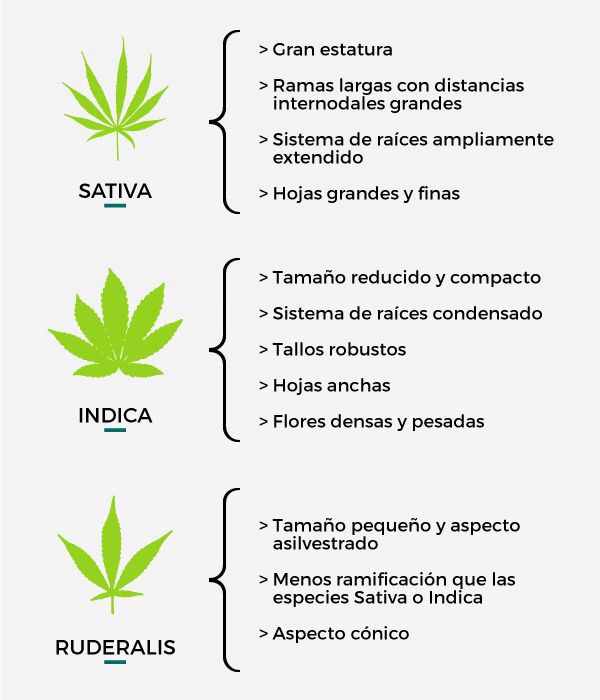 SATIVA
> Gran estatura
> Ramas largas con distancias
internodales grandes
> Sistema de raíces ampliamente
extendido
> Hojas grandes y finas
INDICA
> Tamaño reducido y compacto
> Sistema de raíces condensado
> Tallos robustos
> Hojas anchas
> Flores densas y pesadas
RUDERALIS
> Tamaño pequeño y aspecto
asilvestrado
> Menos ramificación que las
especies Sativa o Indica
> Aspecto cónico